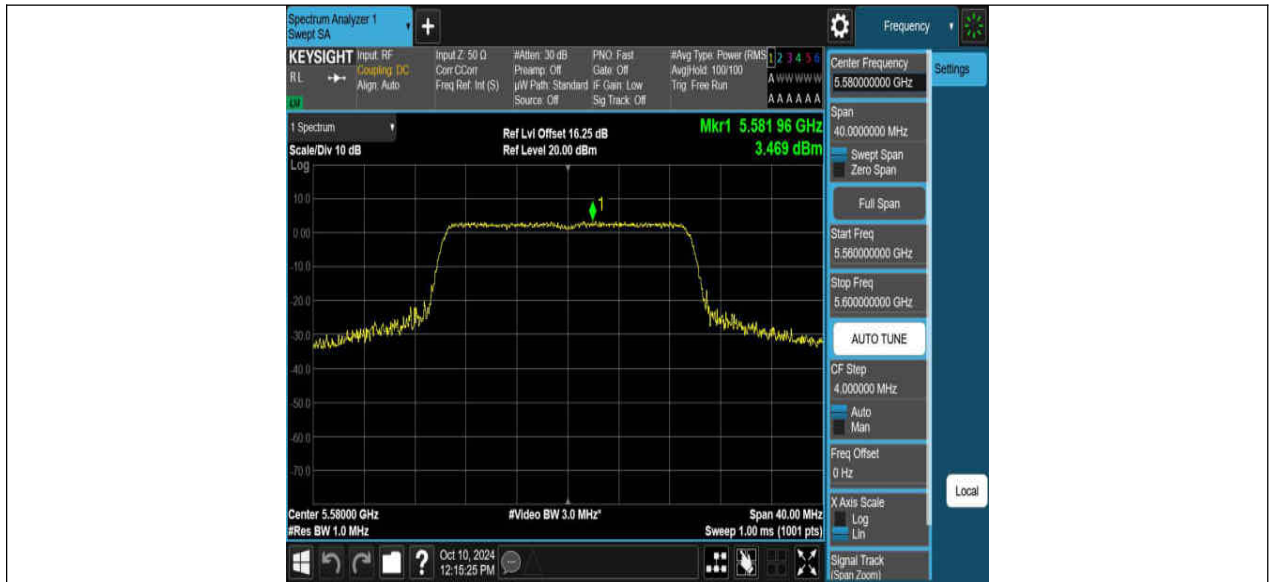 Spectrum Analyzer 1
Swept SA
+
Frequency
KEYSIGHT
RL
LM
Input: RF
Coupling: DC
Align: Auto
Input Z: 50 Ω
Corr CCorr
Freq Ref: Int (S)
#Atten: 30 dB
Preamp: Off
µW Path: Standard
Source: Off
PNO: Fast
Gate: Off
IF Gain: Low
Sig Track: Off
#Avg Type: Power (RMS
Avg|Hold: 100/100
Trig: Free Run
1 2 3 4 5 6
A W W W W W
A A A A A A
1 Spectrum
Scale/Div 10 dB
Log
Ref Lvl Offset 16.25 dB
Ref Level 20.00 dBm
Mkr1 5.581 96 GHz
3.469 dBm
1
10.0
0.00
-10.0
-20.0
-30.0
-40.0
-50.0
-60.0
-70.0
Center 5.58000 GHz
#Res BW 1.0 MHz
#Video BW 3.0 MHz*
Span 40.00 MHz
Sweep 1.00 ms (1001 pts)
Center Frequency
5.580000000 GHz
Settings
Span
40.0000000 MHz
Swept Span
Zero Span
Full Span
Start Freq
5.560000000 GHz
Stop Freq
5.600000000 GHz
AUTO TUNE
CF Step
4.000000 MHz
Auto
Man
Freq Offset
0 Hz
X Axis Scale
Log
Lin
Local
Signal Track
(Span Zoom)
?
Oct 10, 2024
12:15:25 PM